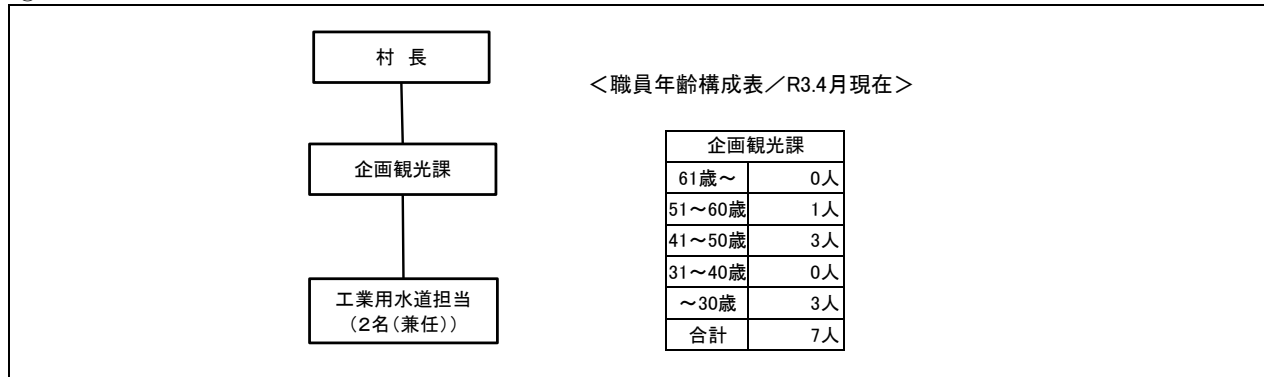 村 長
企画観光課
工業用水道担当
(2名(兼任))
<職員年齢構成表/R3.4月現在>
企画観光課
61歳~ 0人
51~60歳 1人
41~50歳 3人
31~40歳 0人
~30歳 3人
合計 7人